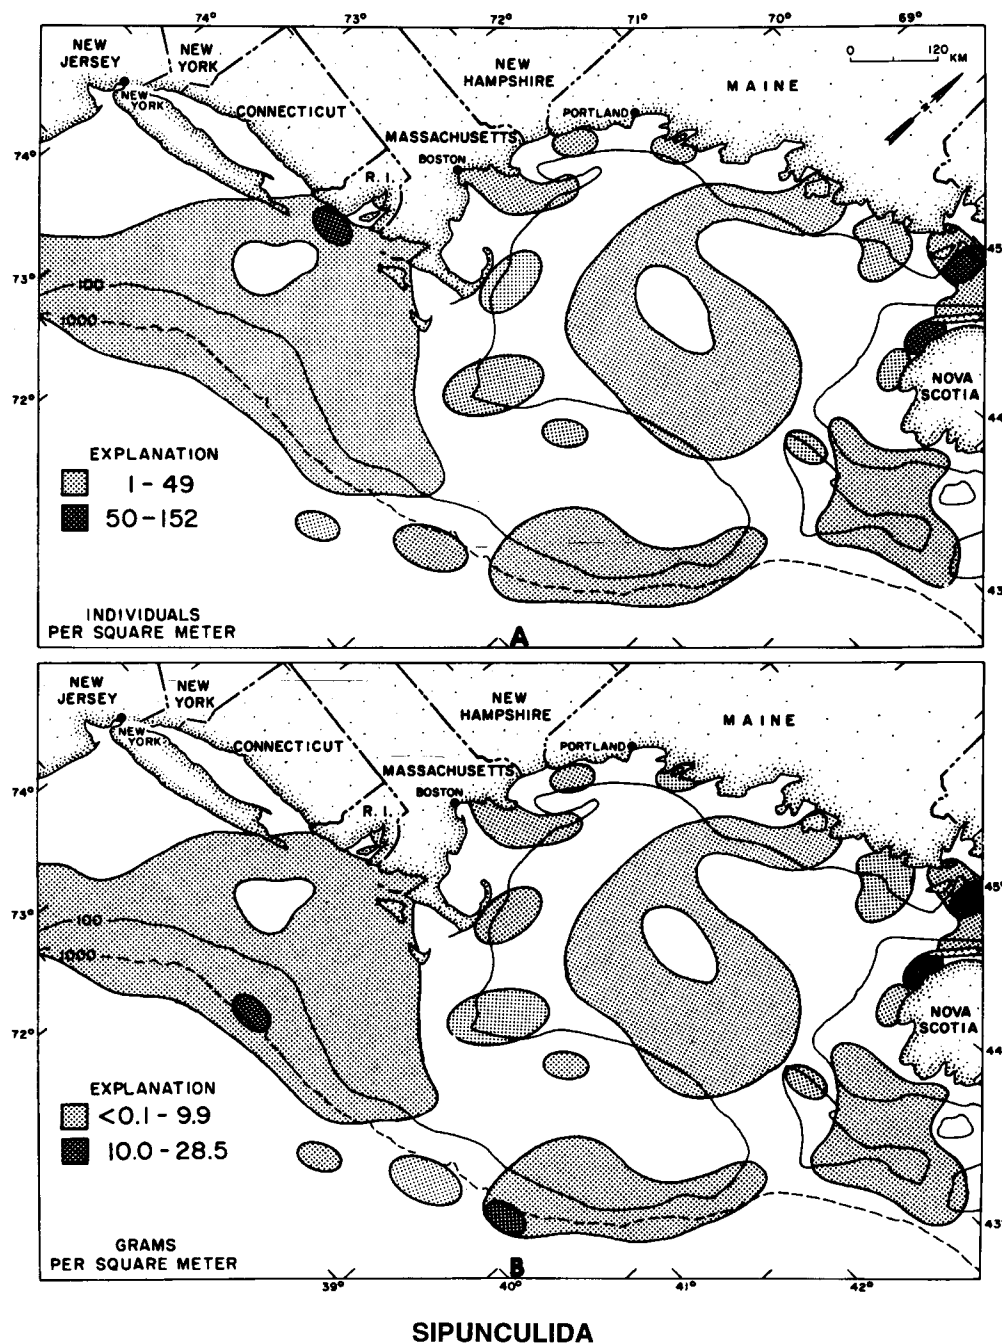 74°
73°
72°
71°
70°
69°
NEW
JERSEY
NEW
YORK
NEW
YORK
CONNECTICUT
NEW
HAMPSHIRE
MAINE
0 120
KM
PORTLAND
MASSACHUSETTS
BOSTON
R. I.
74°
73°
100
1000
72°
45°
NOVA
SCOTIA
44
43
EXPLANATION
1 – 49
50 – 152
INDIVIDUALS
PER SQUARE METER
A
NEW
JERSEY
NEW
YORK
NEW
YORK
CONNECTICUT
NEW
HAMPSHIRE
MAINE
PORTLAND
MASSACHUSETTS
BOSTON
R. I.
74°
73°
100
1000
72°
45°
NOVA
SCOTIA
44
43°
EXPLANATION
<0.1 – 9.9
10.0 – 28.5
GRAMS
PER SQUARE METER
B
39°
40°
41°
42°
SIPUNCULIDA